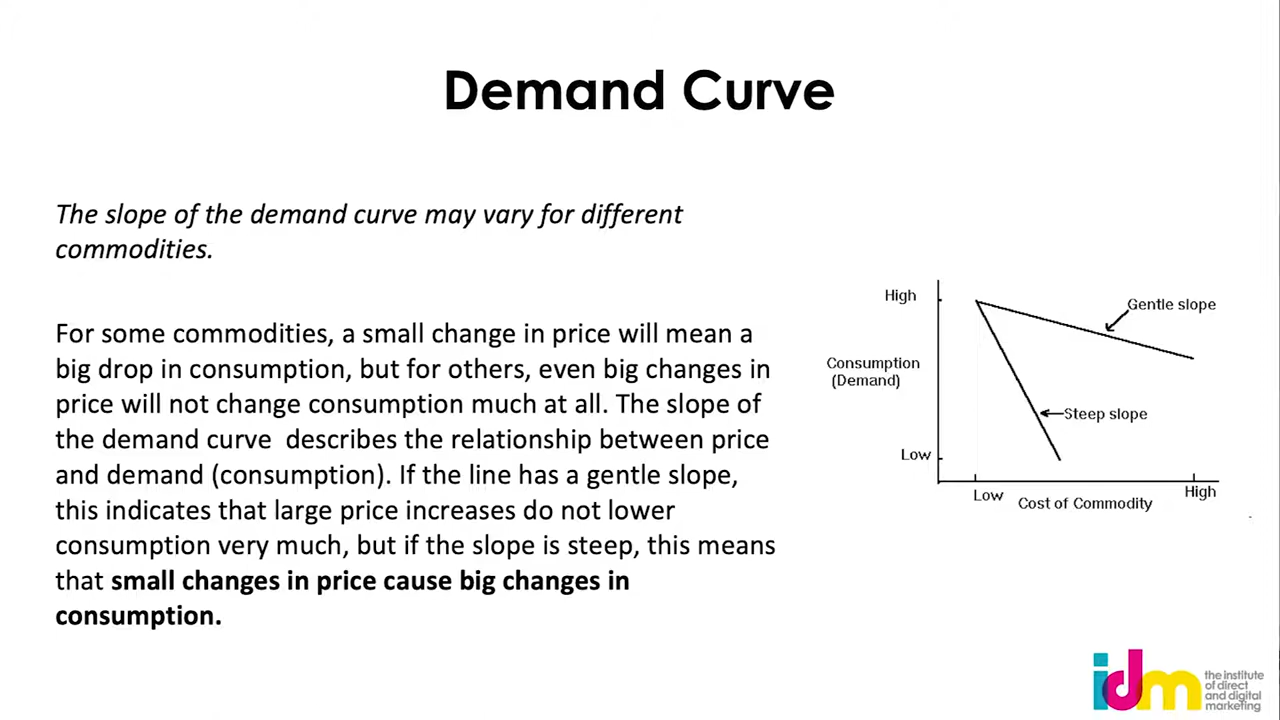 Demand Curve
The slope of the demand curve may vary for different
commodities.
For some commodities, a small change in price will mean a
big drop in consumption, but for others, even big changes in
price will not change consumption much at all. The slope of
the demand curve  describes the relationship between price
and demand (consumption). If the line has a gentle slope,
this indicates that large price increases do not lower
consumption very much, but if the slope is steep, this means
that small changes in price cause big changes in
consumption.
High
Gentle slope
Consumption
(Demand)
Steep slope
Low
Low
High
Cost of Commodity
idm
the institute
of direct
and digital
marketing